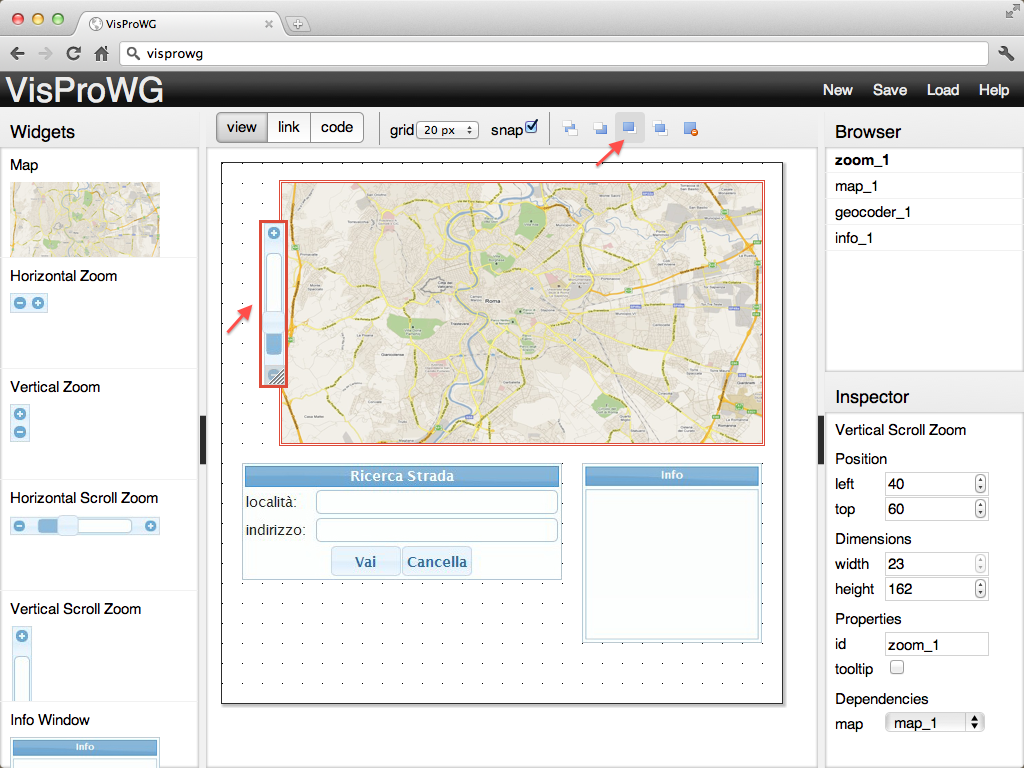 VisProWG
visprowg
VisProWG
New Save Load Help
Widgets
view link code
grid 20 px snap
Browser
Map
zoom_1
map_1
geocoder_1
info_1
Horizontal Zoom
Vertical Zoom
Horizontal Scroll Zoom
Vertical Scroll Zoom
Info Window
Info
Roma
Ricerca Strada
località:
indirizzo:
Vai Cancella
Info
Inspector
Vertical Scroll Zoom
Position
left 40
top 60
Dimensions
width 23
height 162
Properties
id zoom_1
tooltip
Dependencies
map map_1